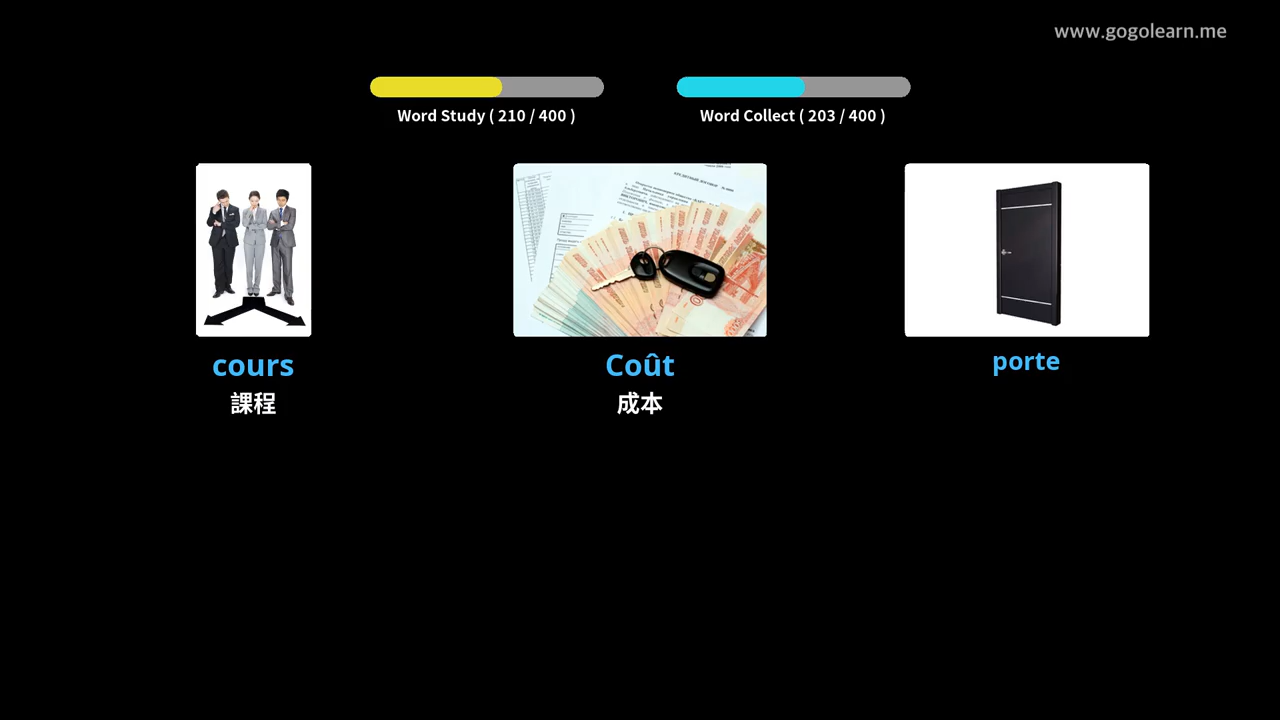 www.gogolearn.me
Word Study ( 210 / 400 )
Word Collect ( 203 / 400 )
cours
課程
Coût
成本
porte